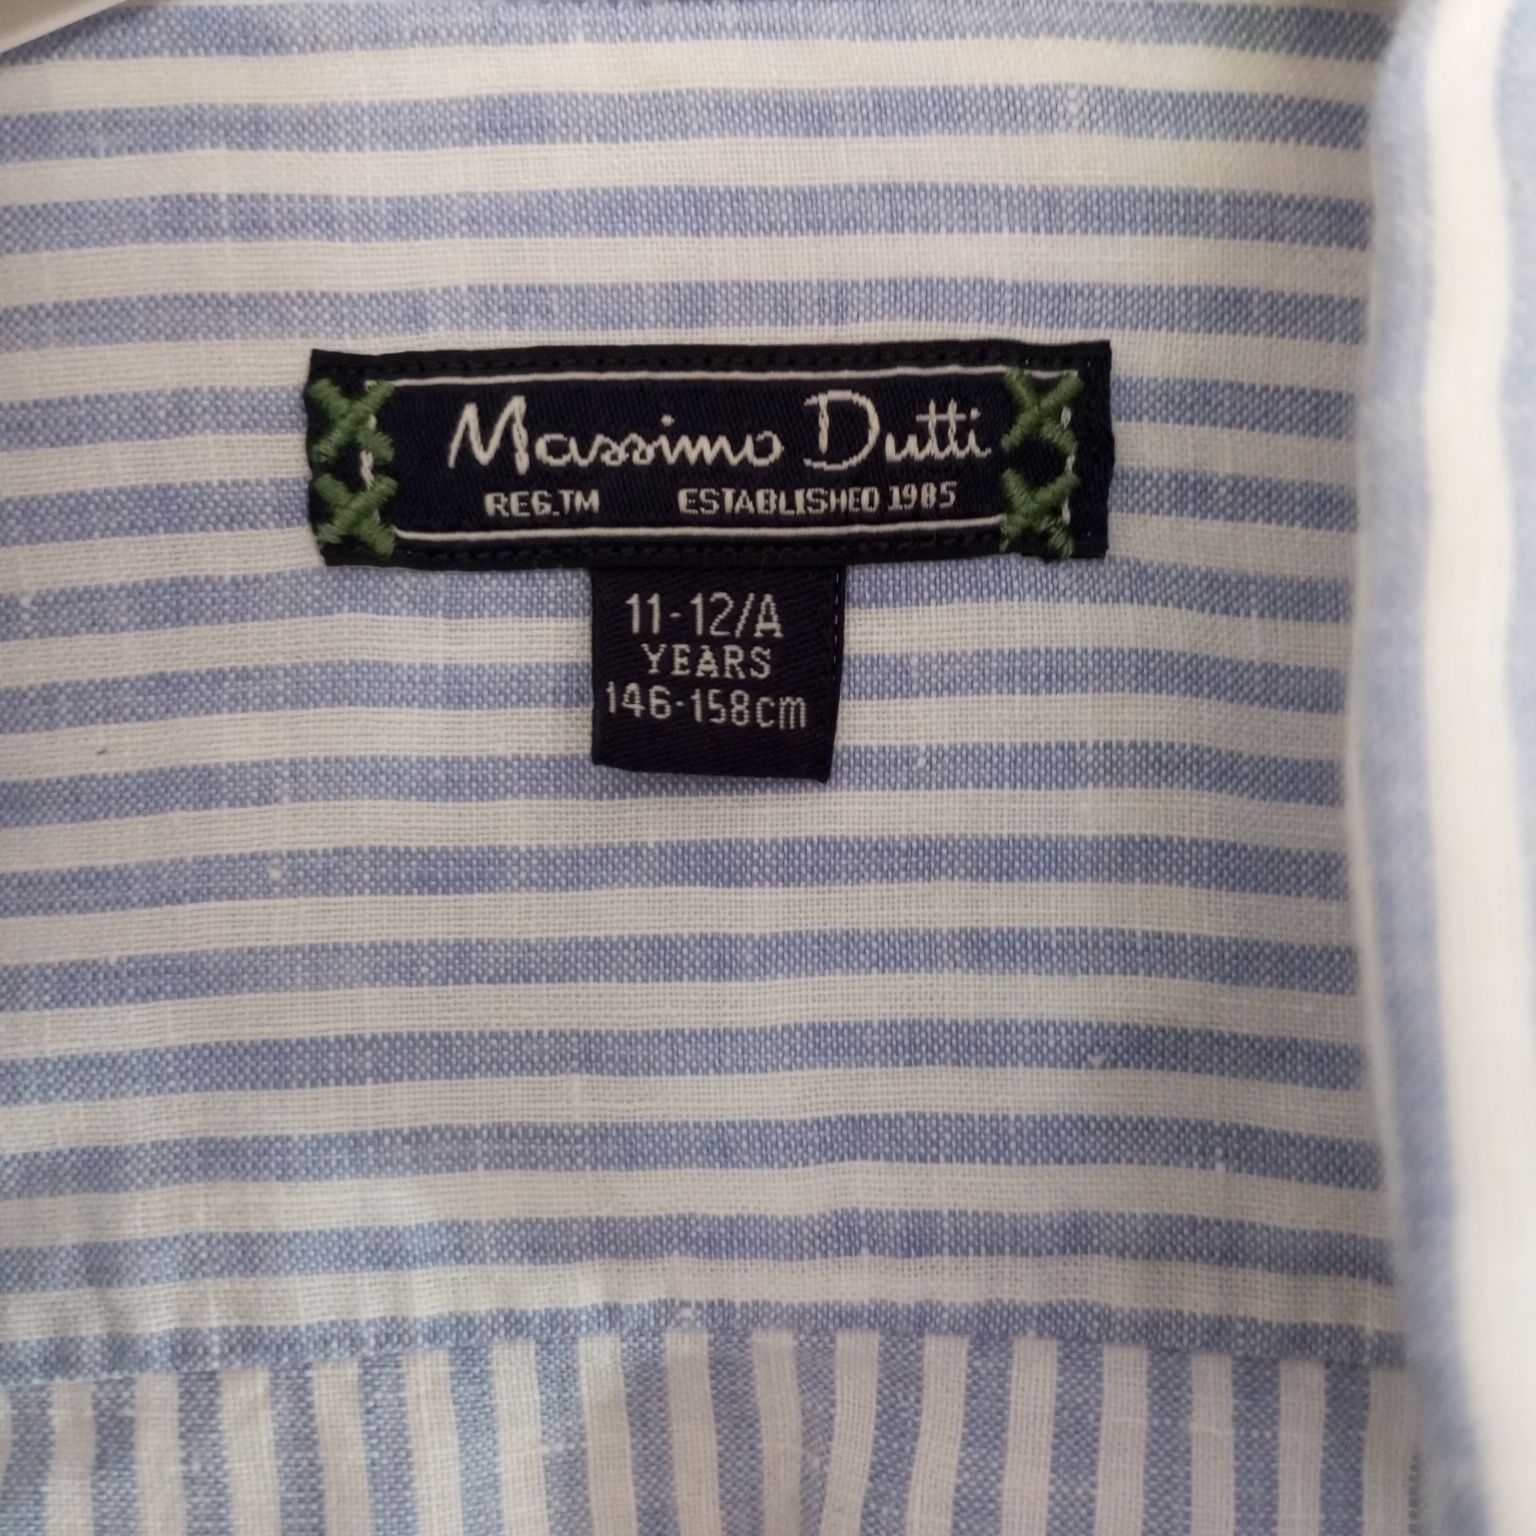 Massimo Dutti
REG.TM ESTABLISHED 1985
11-12/A
YEARS
146-158cm